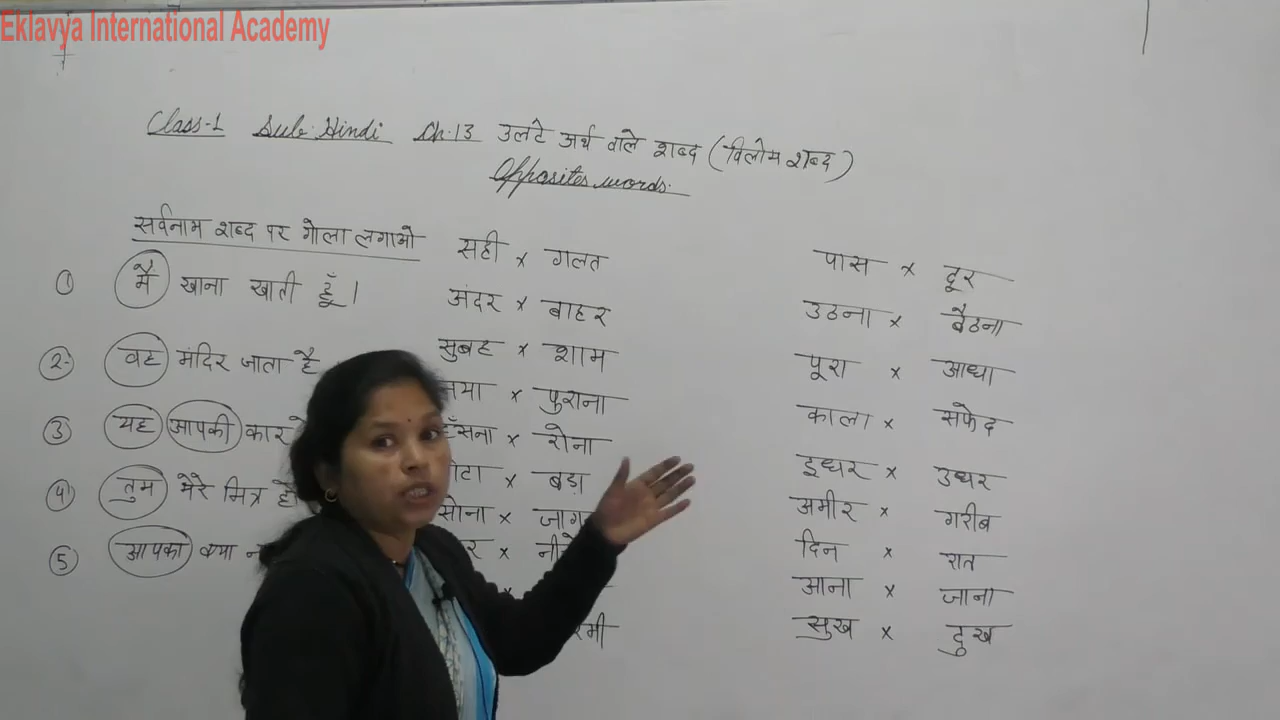 Eklavya International Academy
Class-1 Sub: Hindi Ch.13 उलटे अर्थ वाले शब्द (विलोम शब्द)
Opposites words.
सर्वनाम शब्द पर गोला लगाओ
① मैं खाना खाती हूँ।
② वह मंदिर जाता है
③ यह आपकी कार
④ तुम मेरे मित्र हो
⑤ आपका क्या
सही × गलत
अंदर × बाहर
सुबह × शाम
× पुराना
× रोना
× बड़ा
सोना ×
×
×
पास × दूर
उठना × बैठना
पूरा × आधा
काला × सफेद
इधर × उधर
अमीर × गरीब
दिन × रात
आना × जाना
सुख × दुख